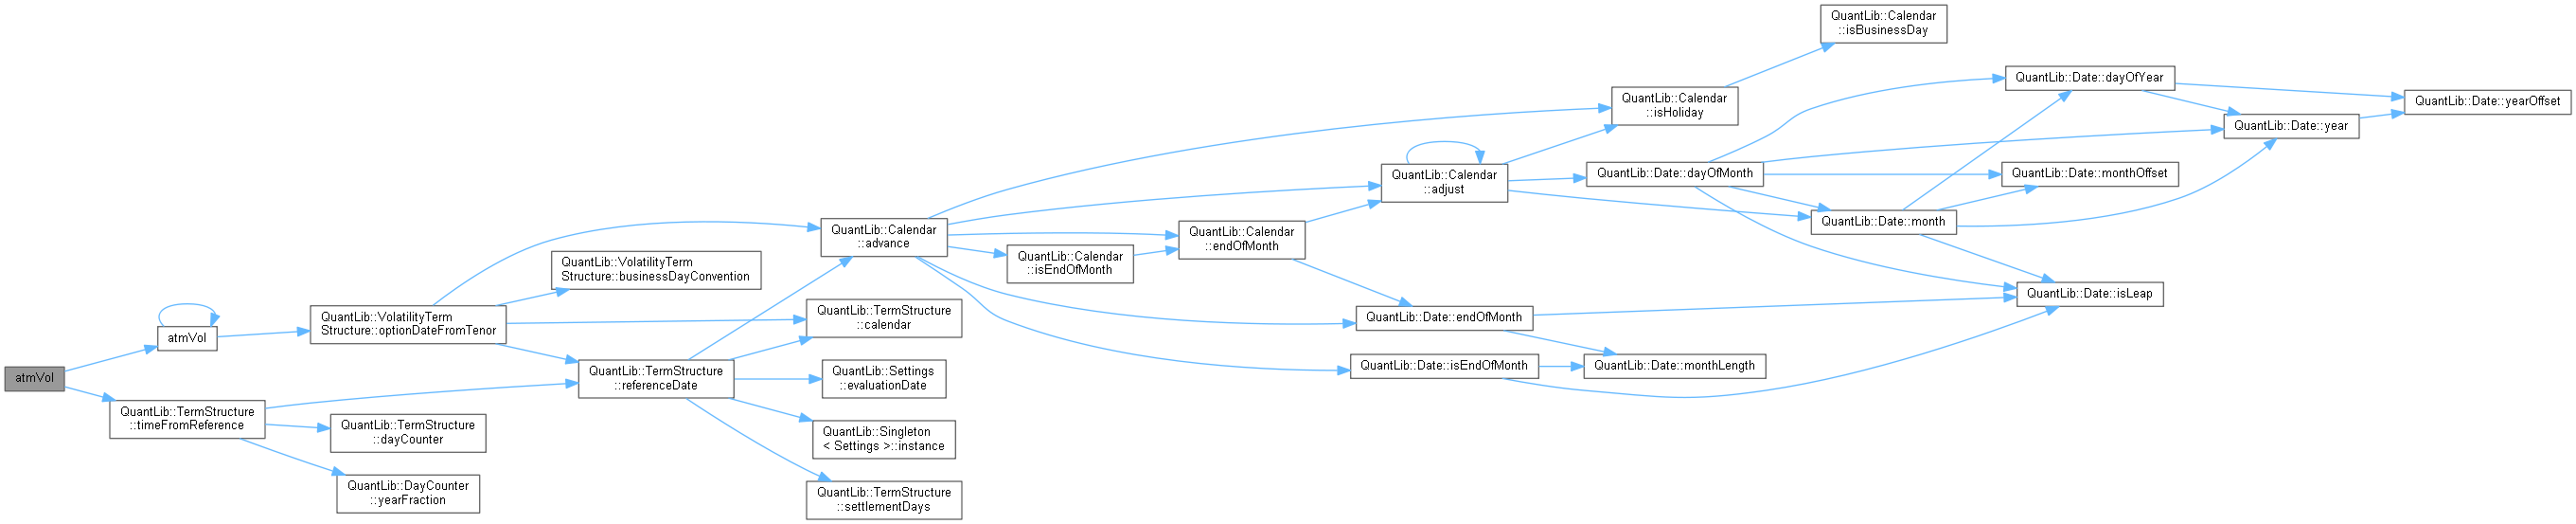 atmVol
atmVol
QuantLib::TermStructure
::timeFromReference
QuantLib::VolatilityTerm
Structure::optionDateFromTenor
QuantLib::TermStructure
::dayCounter
QuantLib::DayCounter
::yearFraction
QuantLib::VolatilityTerm
Structure::businessDayConvention
QuantLib::TermStructure
::referenceDate
QuantLib::Calendar
::advance
QuantLib::TermStructure
::calendar
QuantLib::Settings
::evaluationDate
QuantLib::Singleton
< Settings >::instance
QuantLib::TermStructure
::settlementDays
QuantLib::Calendar
::isEndOfMonth
QuantLib::Calendar
::endOfMonth
QuantLib::Calendar
::adjust
QuantLib::Date::endOfMonth
QuantLib::Date::isEndOfMonth
QuantLib::Calendar
::isHoliday
QuantLib::Date::dayOfMonth
QuantLib::Date::monthLength
QuantLib::Calendar
::isBusinessDay
QuantLib::Date::month
QuantLib::Date::dayOfYear
QuantLib::Date::monthOffset
QuantLib::Date::isLeap
QuantLib::Date::year
QuantLib::Date::yearOffset